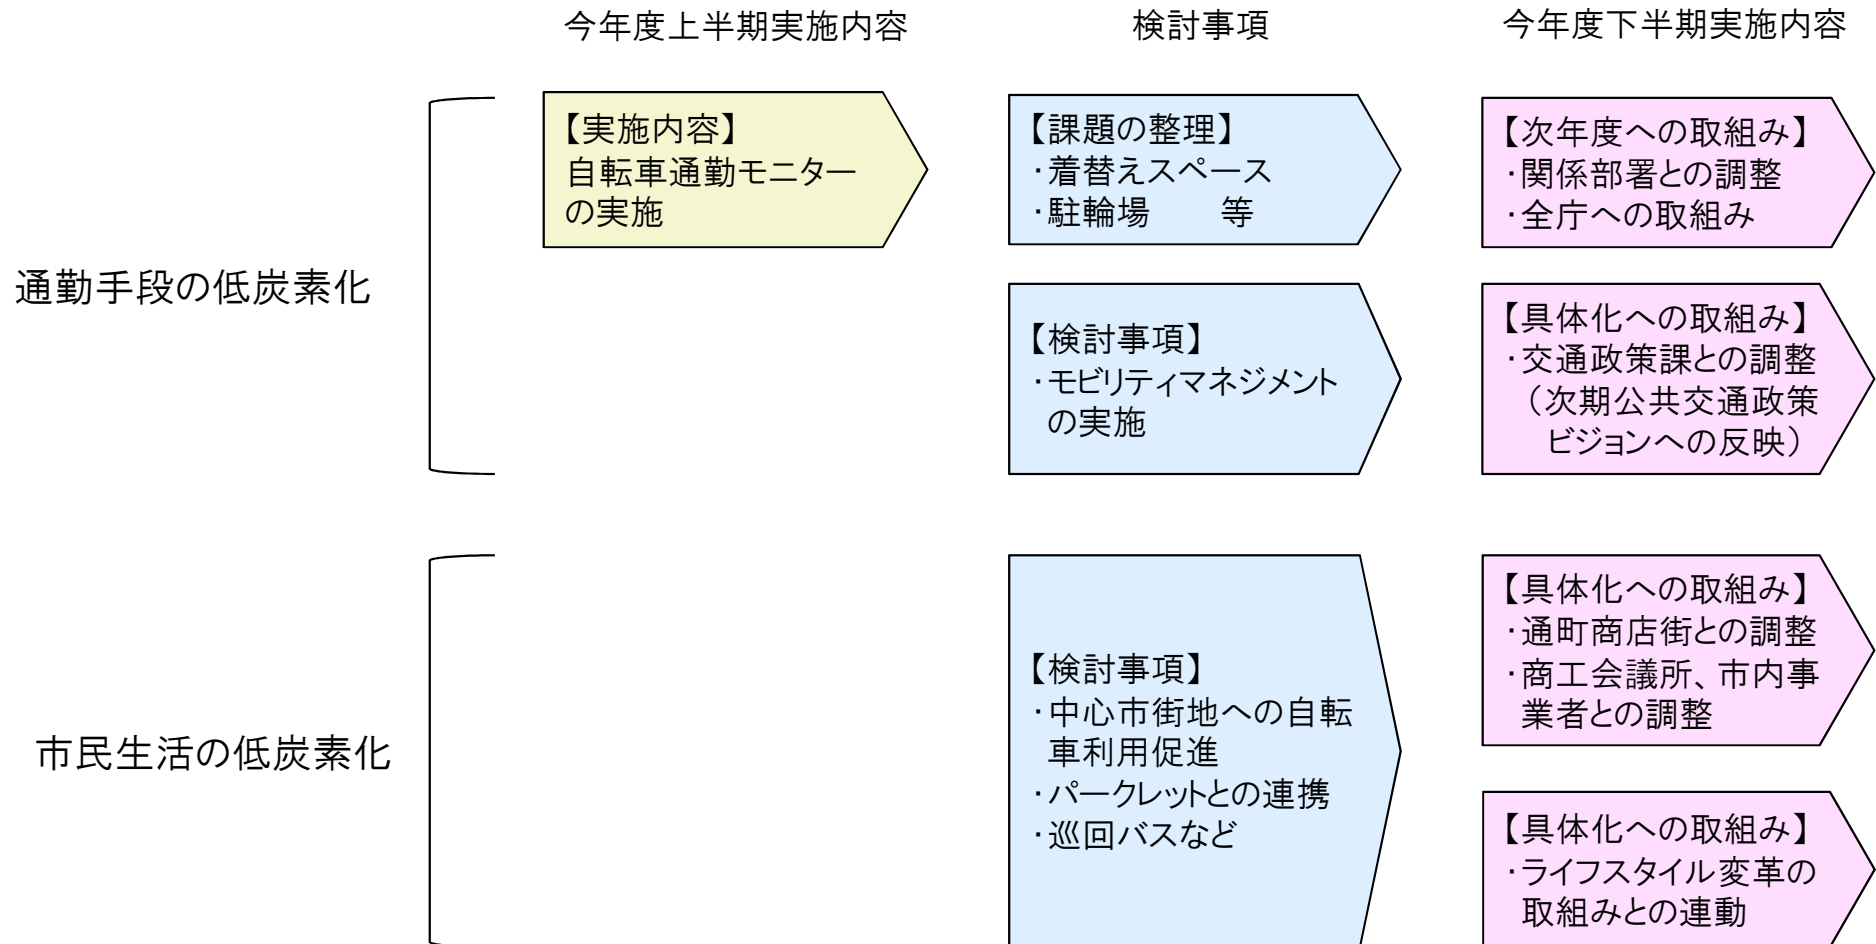 今年度上半期実施内容
検討事項
今年度下半期実施内容
通勤手段の低炭素化
【実施内容】
自転車通勤モニター
の実施
【課題の整理】
・着替えスペース
・駐輪場　　等
【次年度への取組み】
・関係部署との調整
・全庁への取組み
【検討事項】
・モビリティマネジメント
の実施
【具体化への取組み】
・交通政策課との調整
（次期公共交通政策
ビジョンへの反映）
市民生活の低炭素化
【検討事項】
・中心市街地への自転
車利用促進
・パークレットとの連携
・巡回バスなど
【具体化への取組み】
・通町商店街との調整
・商工会議所、市内事
業者との調整
【具体化への取組み】
・ライフスタイル変革の
取組みとの連動